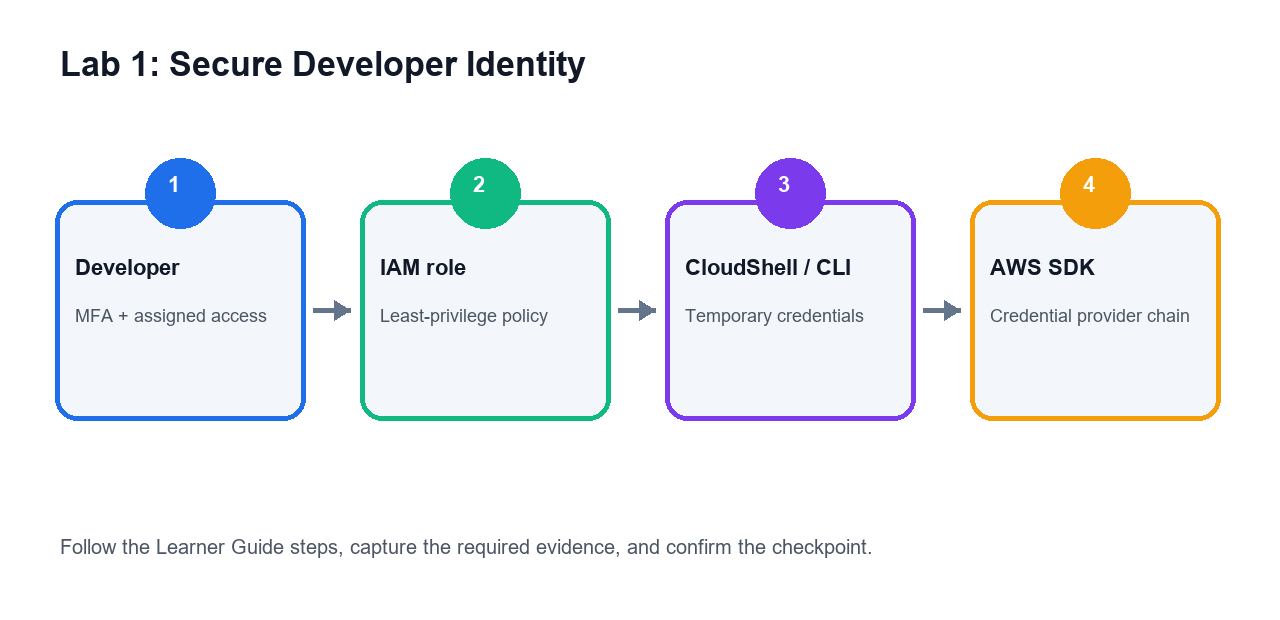 Lab 1: Secure Developer Identity
1
2
3
4
Developer
IAM role
CloudShell / CLI
AWS SDK
MFA + assigned access
Least-privilege policy
Temporary credentials
Credential provider chain
Follow the Learner Guide steps, capture the required evidence, and confirm the checkpoint.